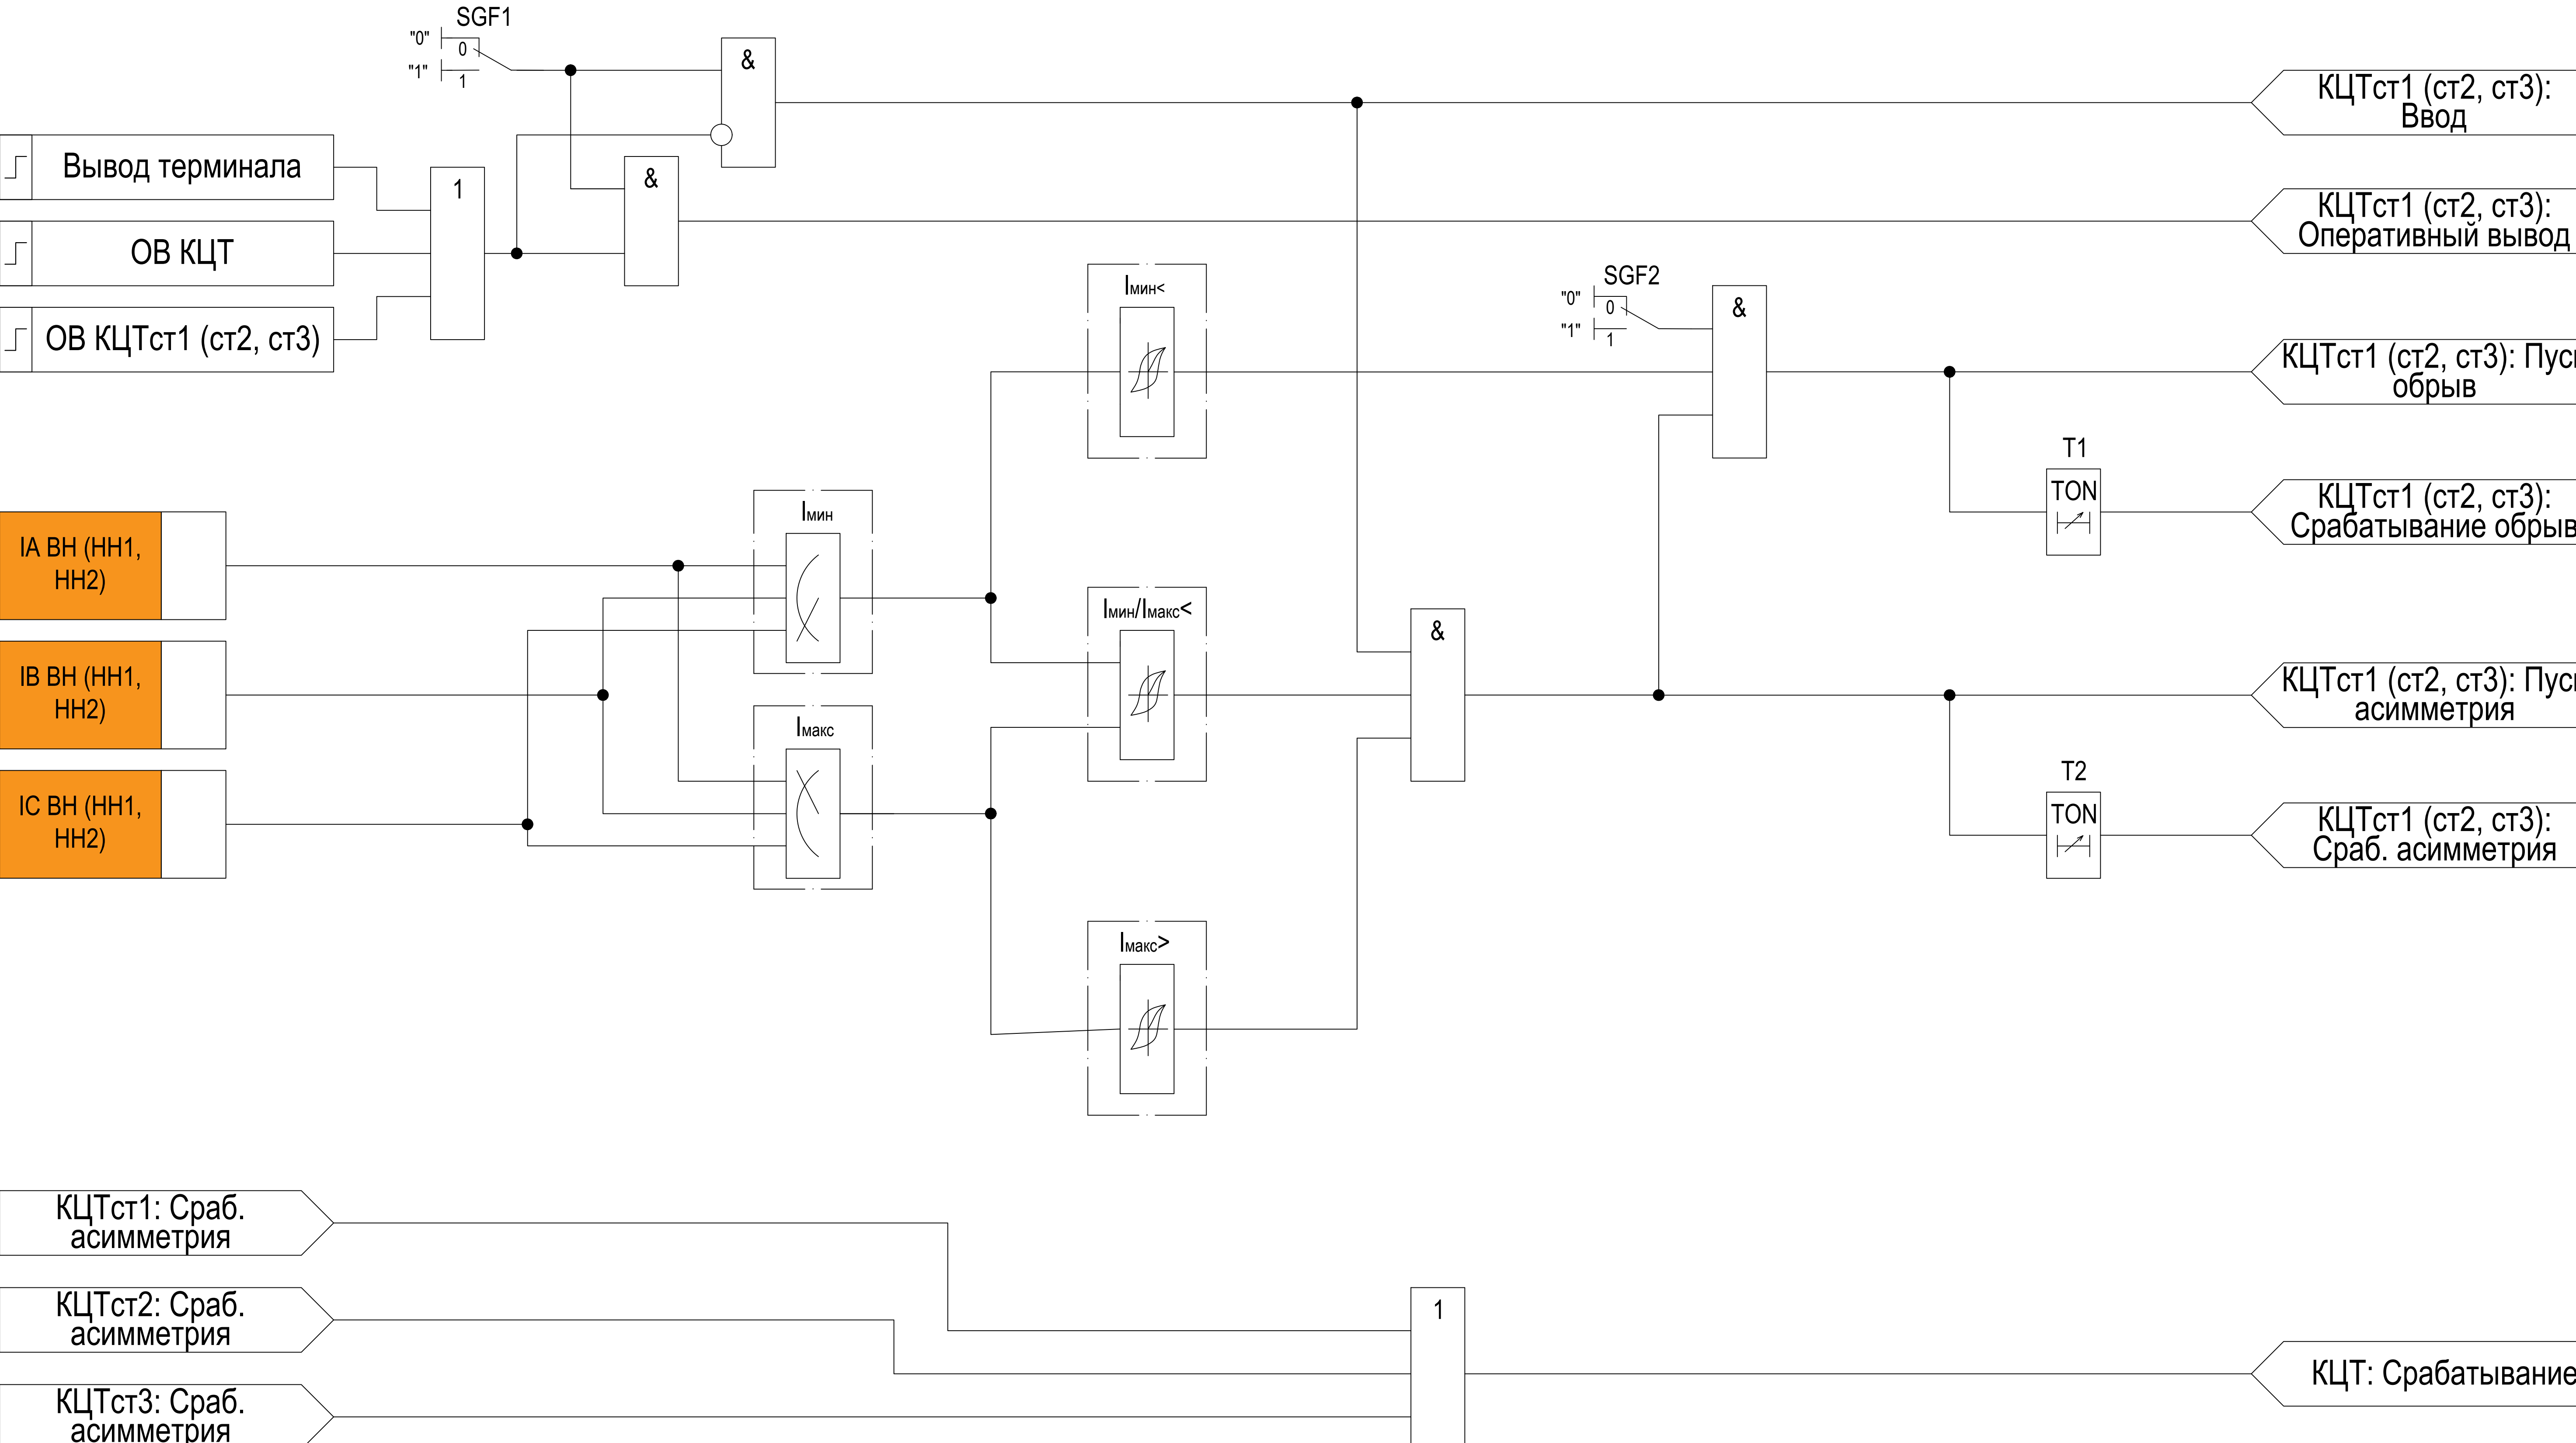 SGF1
"0"
0
"1"
1
&
КЦТст1 (ст2, ст3):
Ввод
Вывод терминала
1
&
ОВ КЦТ
КЦТст1 (ст2, ст3):
Оперативный вывод
ОВ КЦТст1 (ст2, ст3)
Iмин<
SGF2
"0"
0
"1"
1
&
КЦТст1 (ст2, ст3): Пус
обрыв
T1
TON
КЦТст1 (ст2, ст3):
Срабатывание обрыв
IA ВН (НН1,
НН2)
Iмин
IB ВН (НН1,
НН2)
Iмин/Iмакс<
&
КЦТст1 (ст2, ст3): Пус
асимметрия
Iмакс
IC ВН (НН1,
НН2)
T2
TON
КЦТст1 (ст2, ст3):
Сраб. асимметрия
Iмакс>
КЦТст1: Сраб.
асимметрия
КЦТст2: Сраб.
асимметрия
1
КЦТст3: Сраб.
асимметрия
КЦТ: Срабатывание